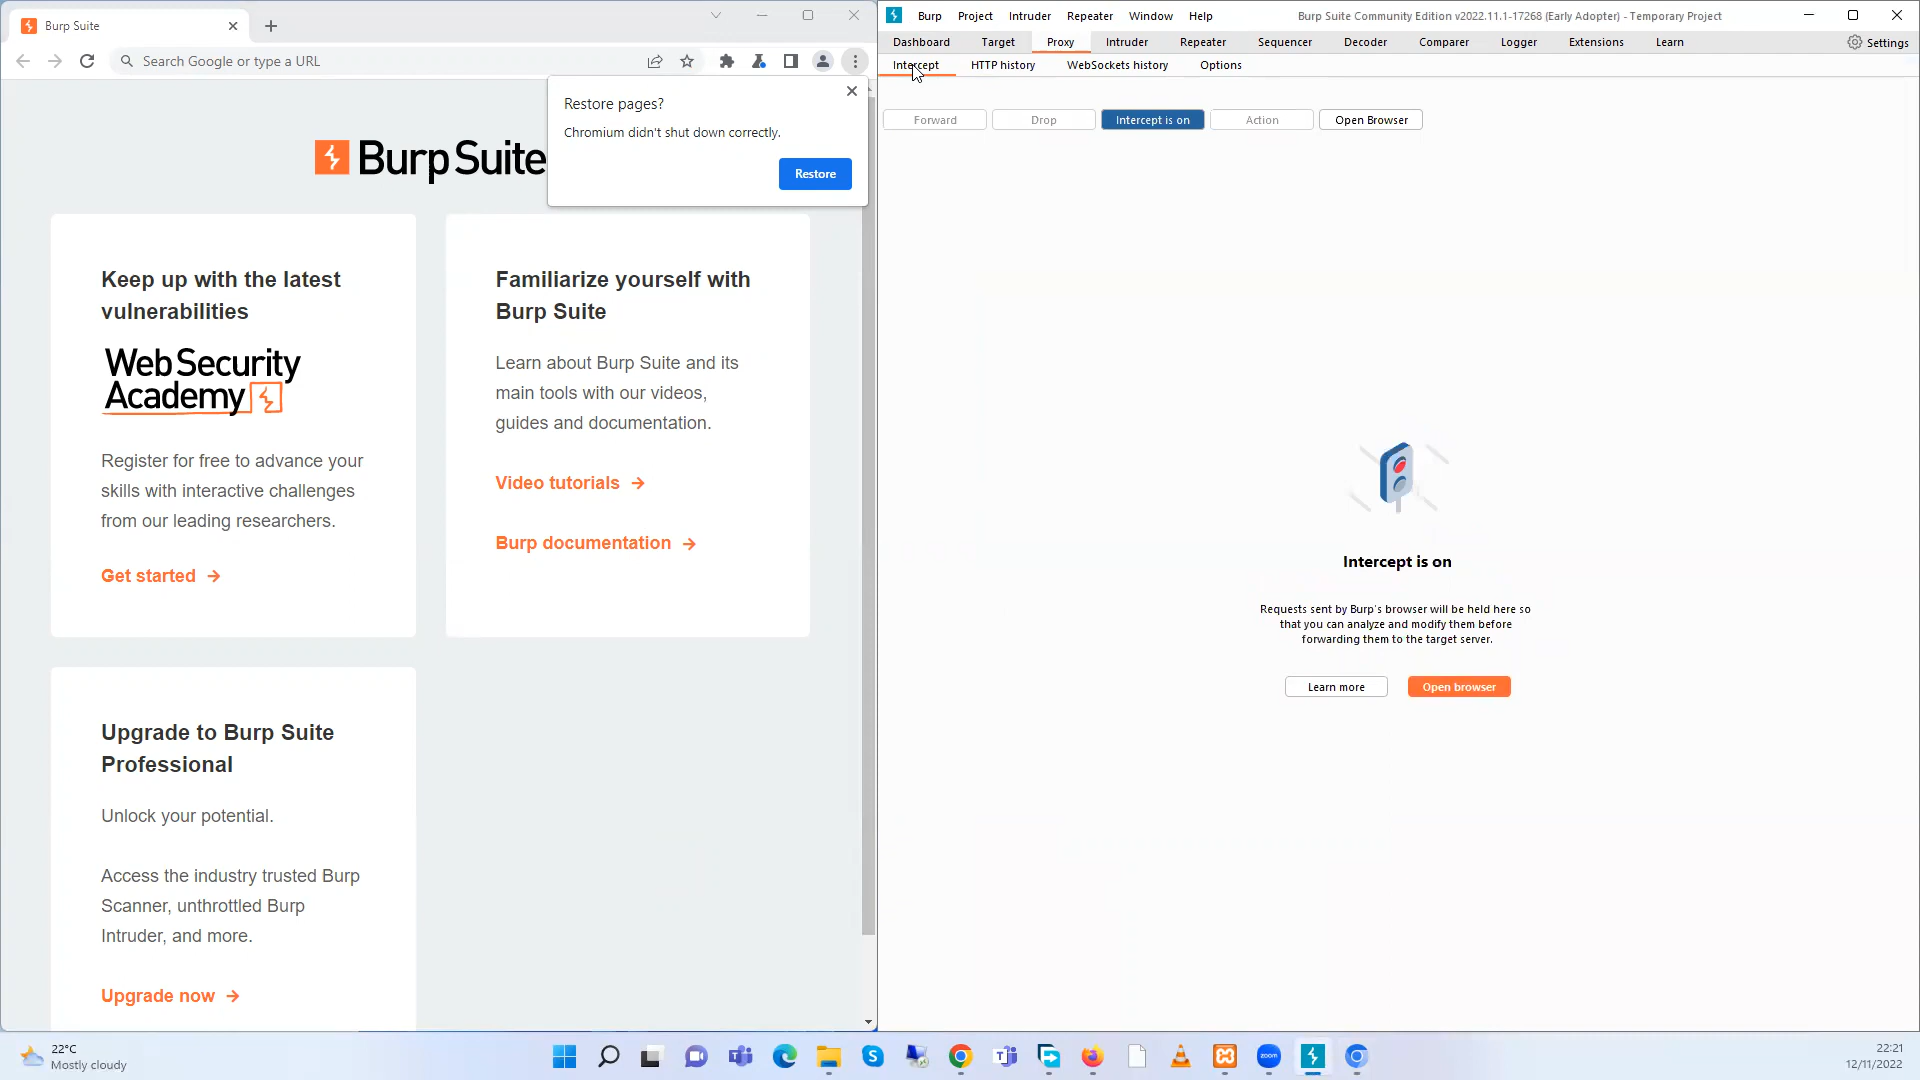 Burp Suite
Search Google or type a URL
Restore pages?
Chromium didn't shut down correctly.
Restore
Burp Suite
Keep up with the latest
vulnerabilities
Web Security
Academy
Register for free to advance your
skills with interactive challenges
from our leading researchers.
Get started →
Familiarize yourself with
Burp Suite
Learn about Burp Suite and its
main tools with our videos,
guides and documentation.
Video tutorials →
Burp documentation →
Upgrade to Burp Suite
Professional
Unlock your potential.
Access the industry trusted Burp
Scanner, unthrottled Burp
Intruder, and more.
Upgrade now →
Burp Project Intruder Repeater Window Help Burp Suite Community Edition v2022.11.1-17268 (Early Adopter) - Temporary Project
Dashboard Target Proxy Intruder Repeater Sequencer Decoder Comparer Logger Extensions Learn Settings
Intercept HTTP history WebSockets history Options
Forward Drop Intercept is on Action Open Browser
Intercept is on
Requests sent by Burp's browser will be held here so
that you can analyze and modify them before
forwarding them to the target server.
Learn more Open browser
22°C
Mostly cloudy
zoom
22:21
12/11/2022